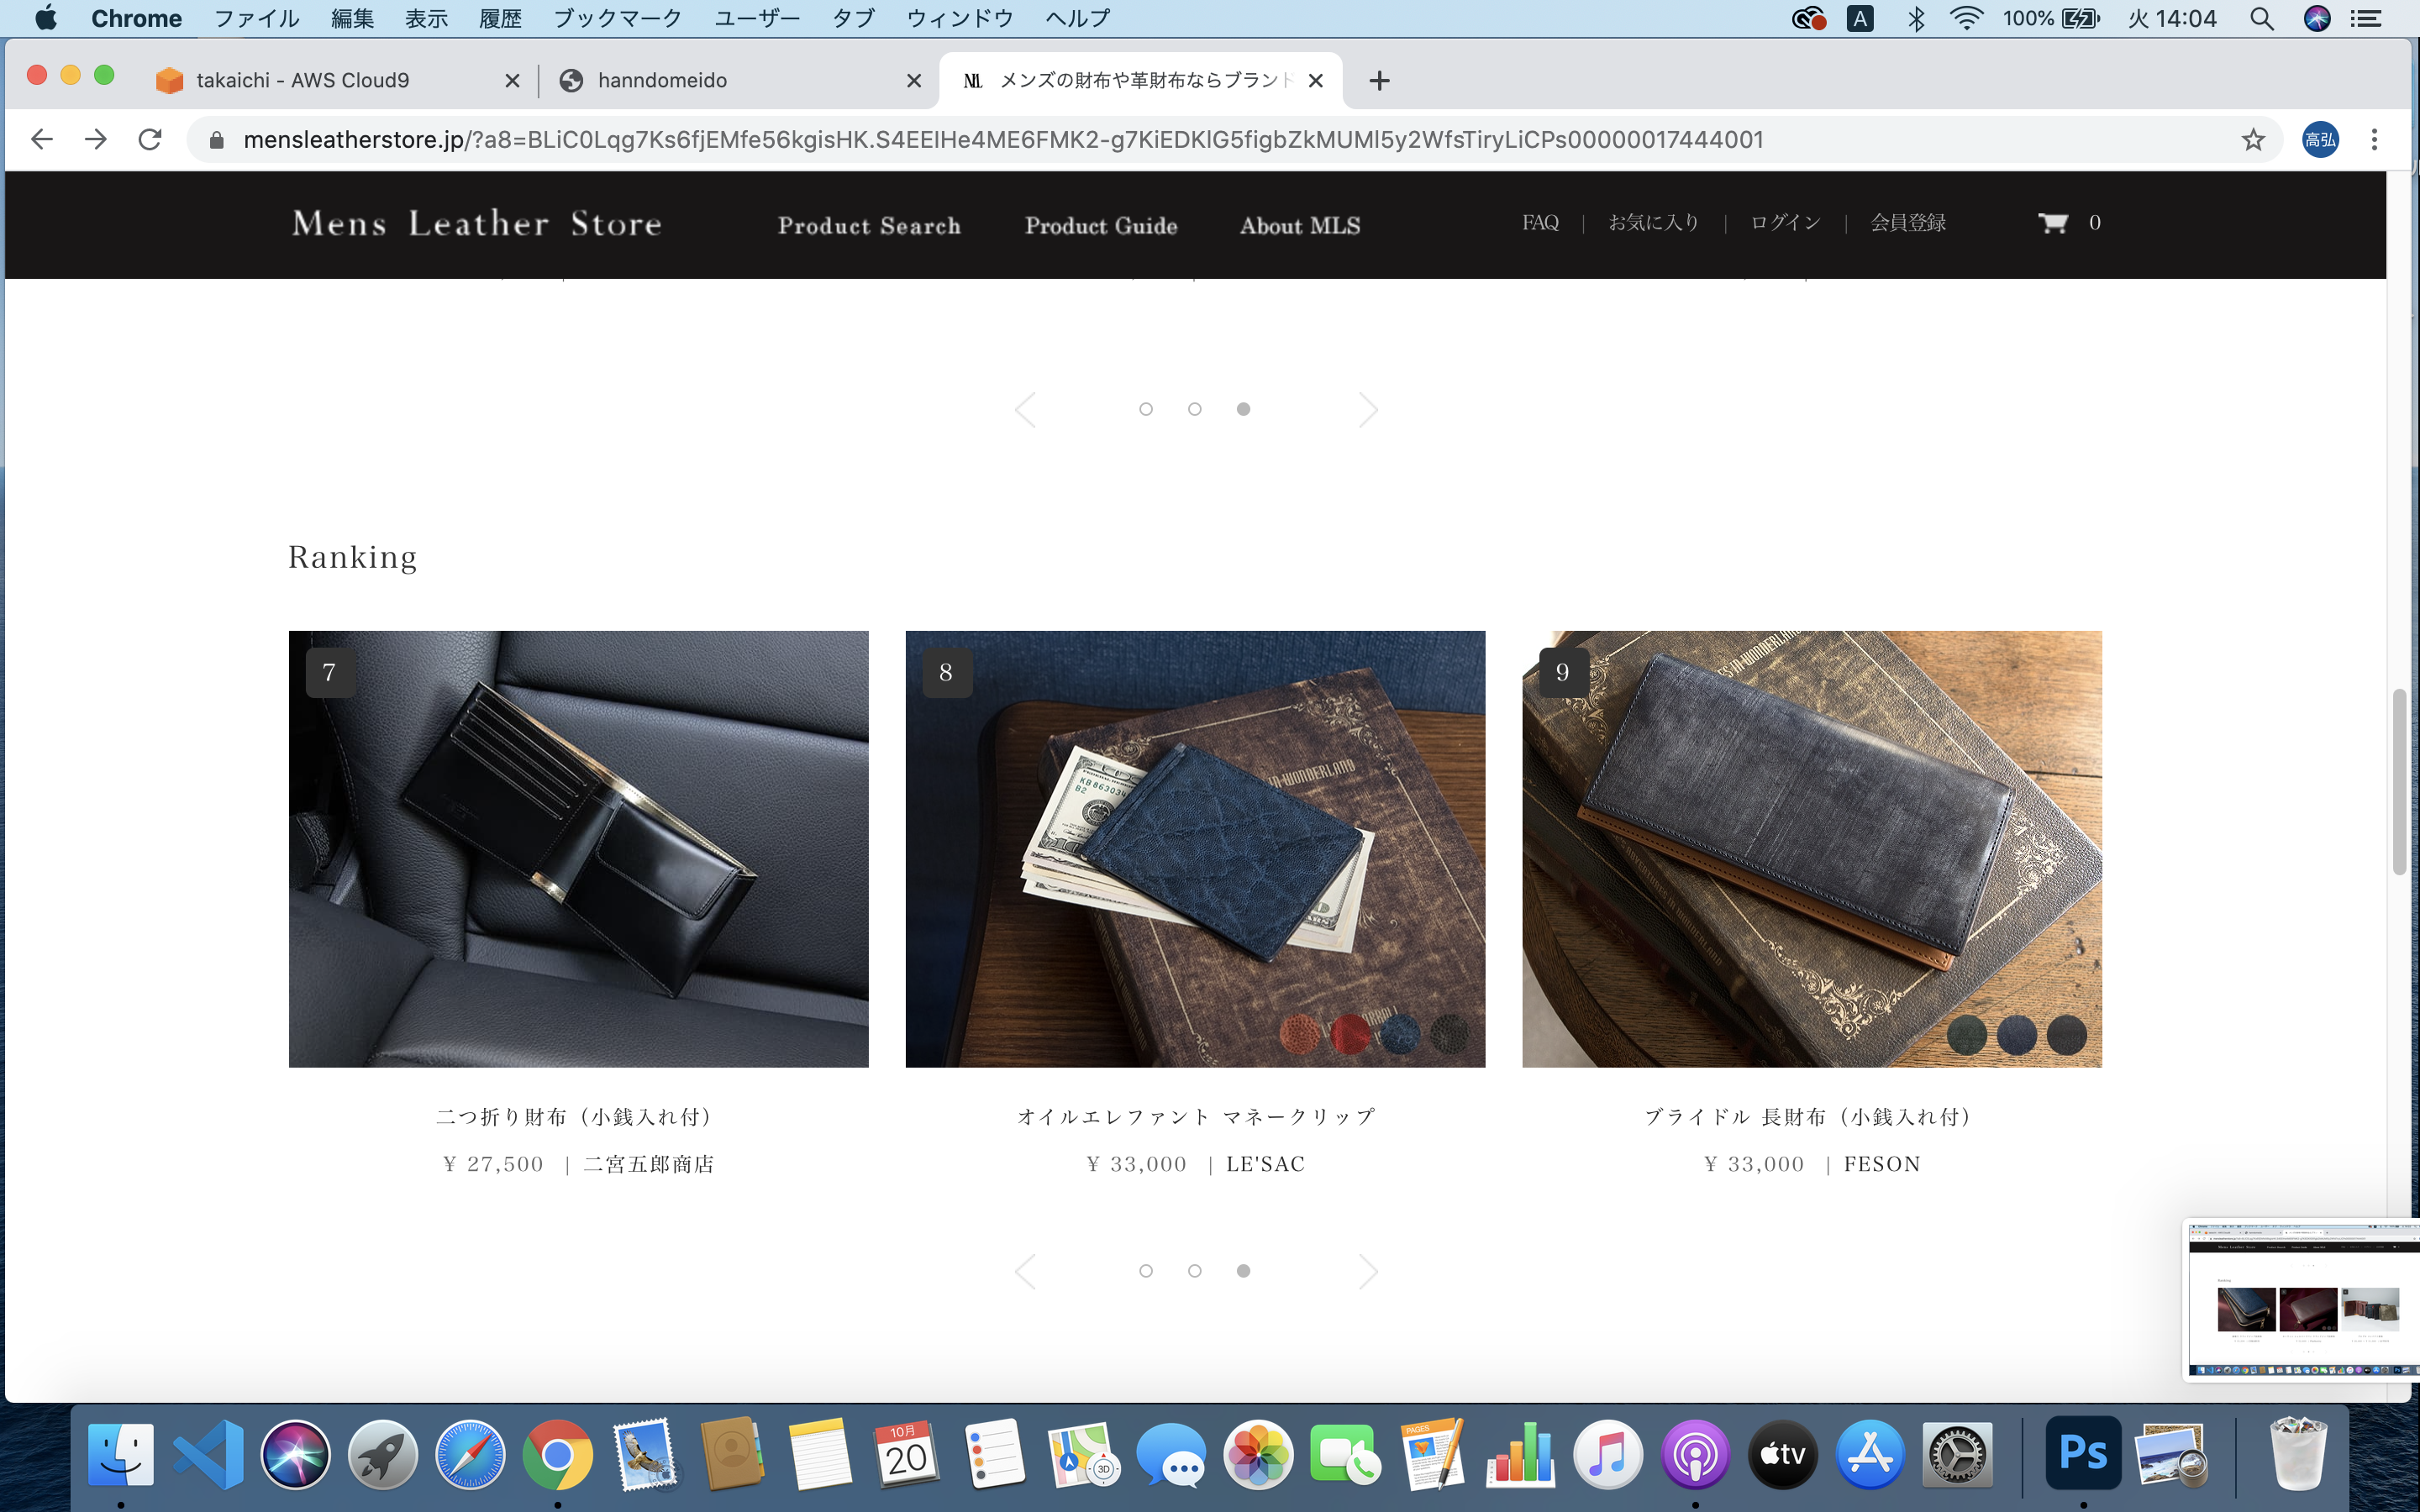 Chrome ファイル 編集 表示 履歴 ブックマーク ユーザー タブ ウィンドウ ヘルプ A 100% 火 14:04
takaichi - AWS Cloud9 hanndomeido メンズの財布や革財布ならブランド
mensleatherstore.jp/?a8=BLiC0Lqg7Ks6fjEMfe56kgisHK.S4EElHe4ME6FMK2-g7KiEDKlG5figbZkMUMl5y2WfsTiryLiCPs00000017444001 高弘
Mens Leather Store Product Search Product Guide About MLS FAQ | お気に入り | ログイン | 会員登録 0
Ranking
7
8
9
二つ折り財布（小銭入れ付）
¥ 27,500 | 二宮五郎商店
オイルエレファント マネークリップ
¥ 33,000 | LE'SAC
ブライドル 長財布（小銭入れ付）
¥ 33,000 | FESON
10月
20
3D
PAGES
tv
Ps